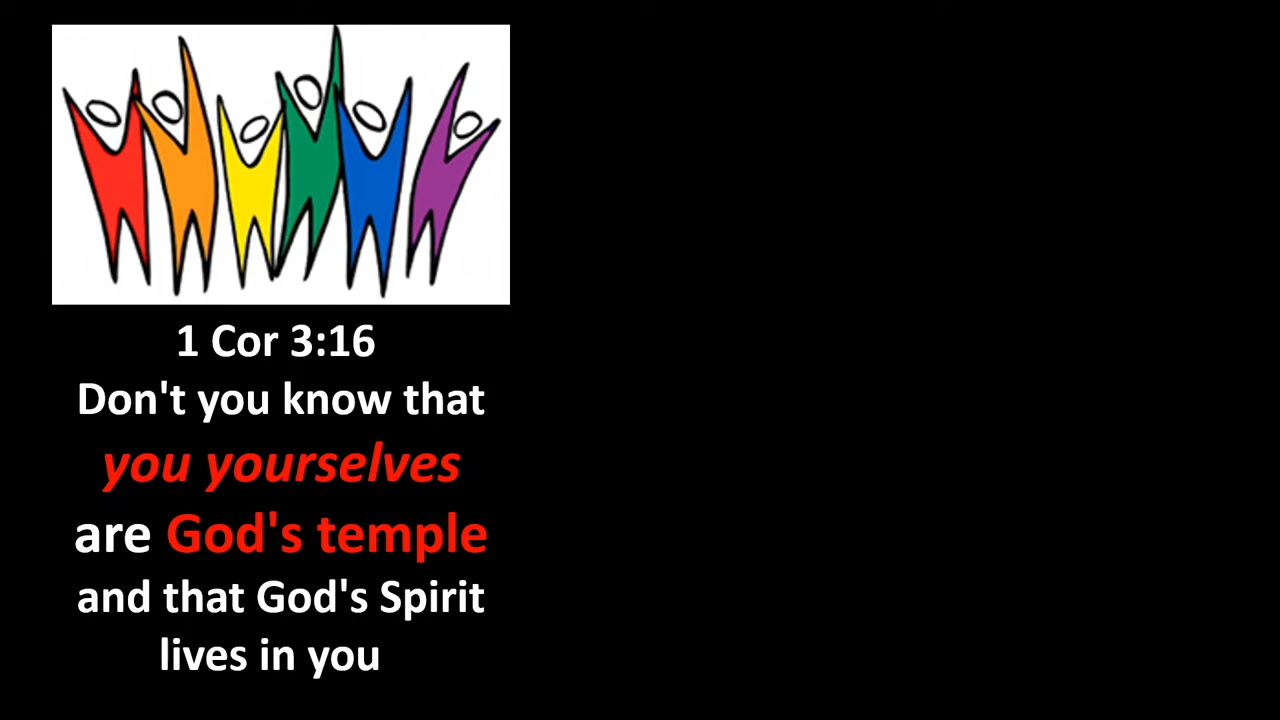 1 Cor 3:16
Don't you know that
you yourselves
are God's temple
and that God's Spirit
lives in you